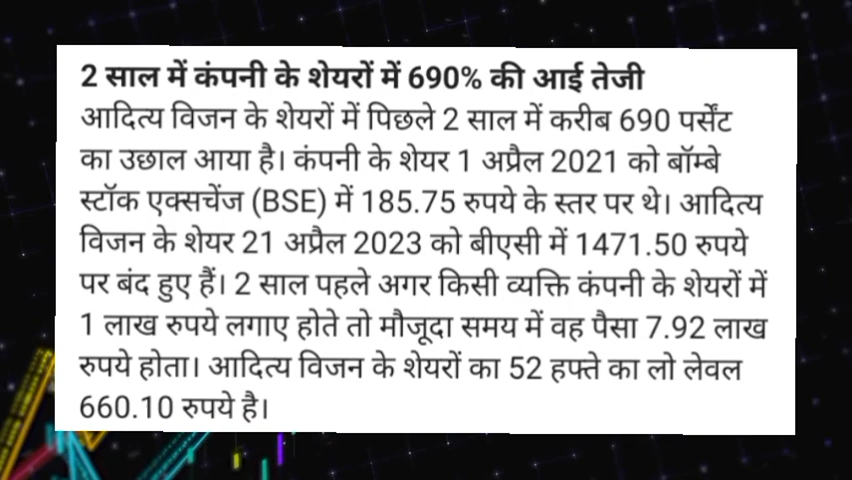 2 साल में कंपनी के शेयरों में 690% की आई तेजी
आदित्य विजन के शेयरों में पिछले 2 साल में करीब 690 पर्सेंट
का उछाल आया है। कंपनी के शेयर 1 अप्रैल 2021 को बॉम्बे
स्टॉक एक्सचेंज (BSE) में 185.75 रुपये के स्तर पर थे। आदित्य
विजन के शेयर 21 अप्रैल 2023 को बीएसी में 1471.50 रुपये
पर बंद हुए हैं। 2 साल पहले अगर किसी व्यक्ति कंपनी के शेयरों में
1 लाख रुपये लगाए होते तो मौजूदा समय में वह पैसा 7.92 लाख
रुपये होता। आदित्य विजन के शेयरों का 52 हफ्ते का लो लेवल
660.10 रुपये है।